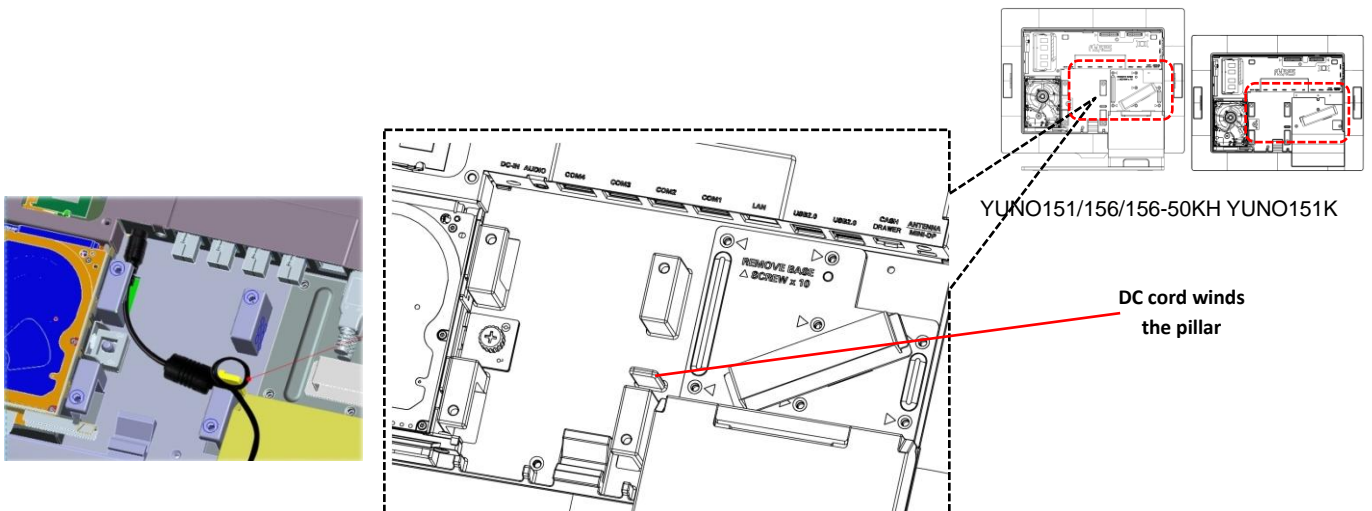 DC-IN AUDIO COM4 COM3 COM2 COM1 LAN USB2.0 USB2.0 CASH DRAWER ANTENNA MINI-DP
REMOVE BASE
△ SCREW x 10
YUNO151/156/156-50KH YUNO151K
DC cord winds
the pillar